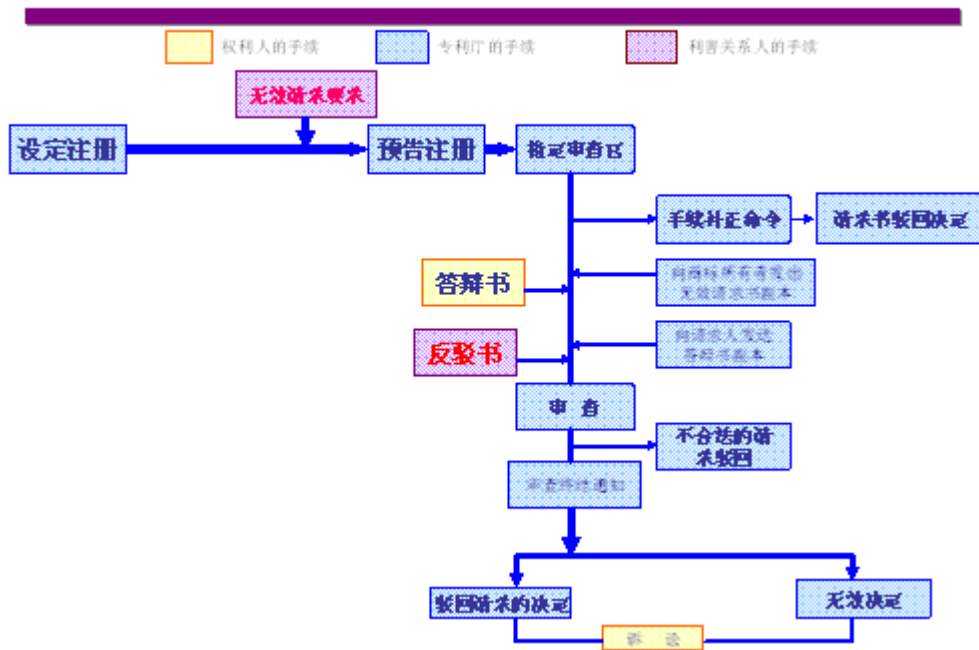 权利人的手续
专利厅的手续
利害关系人的手续
无效请求要求
设定注册
预告注册
指定审查官
手续补正命令
请求书驳回决定
答辩书
向商标所有者发出
无效请求书副本
反驳书
向请求人发送
答辩书副本
审 查
不合法的请
求驳回
审查终结通知
驳回请求的决定
无效决定
诉 讼